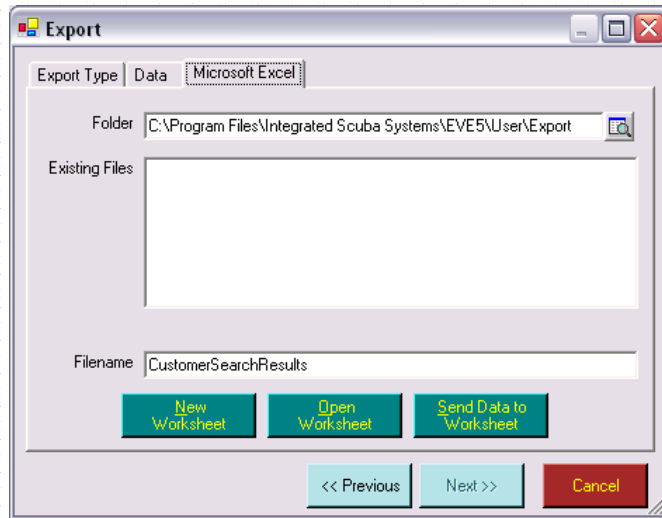 Export
Export Type Data Microsoft Excel
Folder C:\Program Files\Integrated Scuba Systems\EVE5\User\Export
Existing Files
Filename CustomerSearchResults
New Worksheet
Open Worksheet
Send Data to Worksheet
<< Previous Next >> Cancel